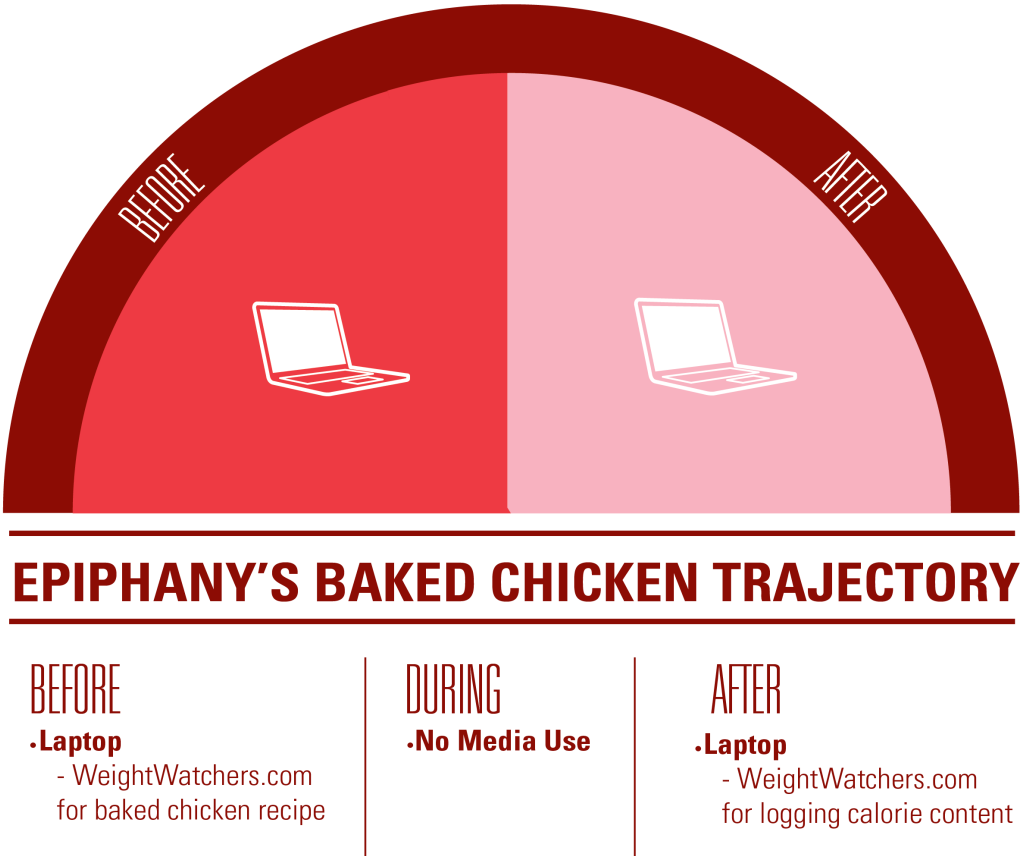 BEFORE
AFTER
EPIPHANY’S BAKED CHICKEN TRAJECTORY
BEFORE
•Laptop
- WeightWatchers.com
for baked chicken recipe
DURING
•No Media Use
AFTER
•Laptop
- WeightWatchers.com
for logging calorie content